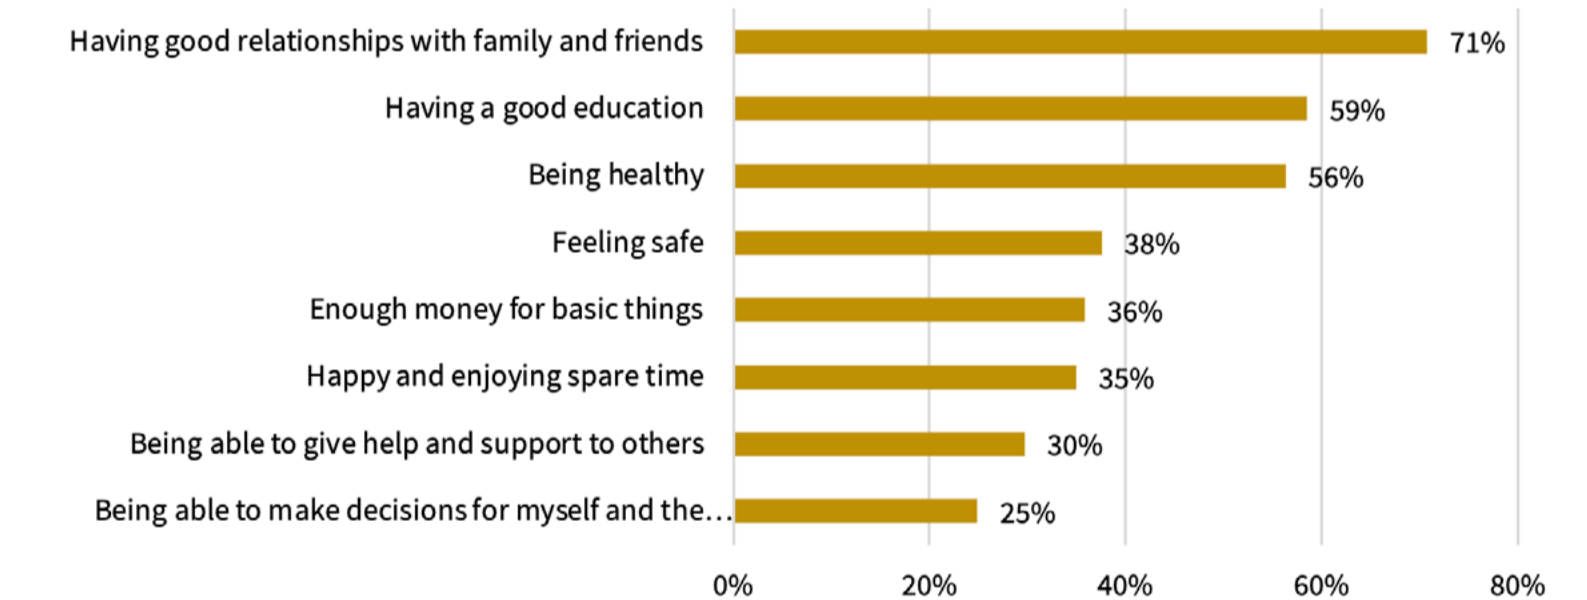 Having good relationships with family and friends 71%
Having a good education 59%
Being healthy 56%
Feeling safe 38%
Enough money for basic things 36%
Happy and enjoying spare time 35%
Being able to give help and support to others 30%
Being able to make decisions for myself and the… 25%
0% 20% 40% 60% 80%